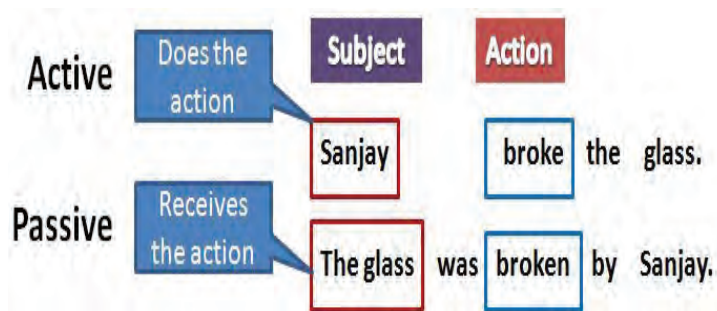 Active
Does the
action
Subject
Action
Sanjay broke the glass.
Passive
Receives
the action
The glass was broken by Sanjay.